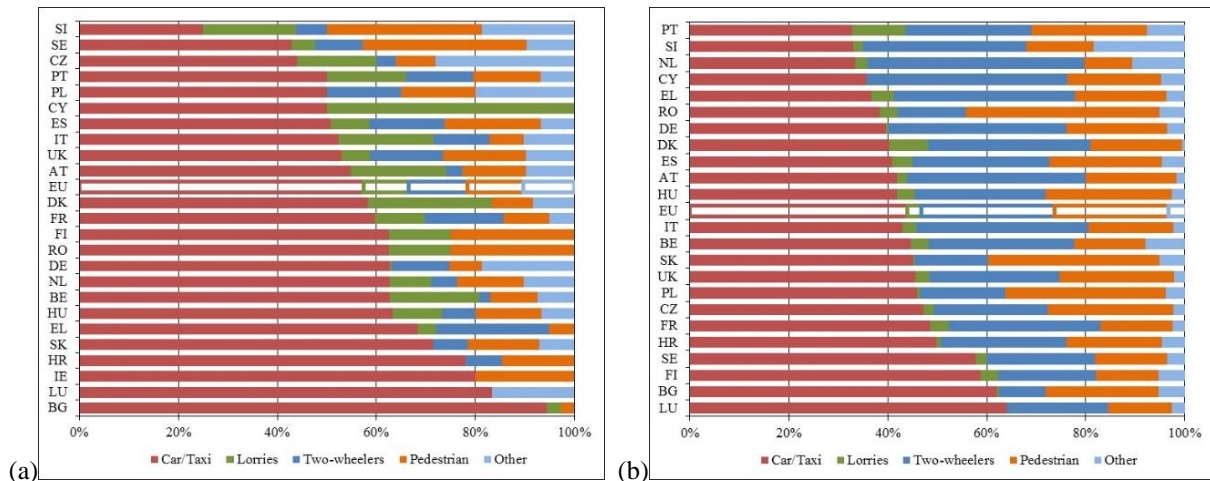 SI
SE
CZ
PT
PL
CY
ES
IT
UK
AT
EU
DK
FR
FI
RO
DE
NL
BE
HU
EL
SK
HR
IE
LU
BG
0% 20% 40% 60% 80% 100%
Car/Taxi Lorries Two-wheelers Pedestrian Other
(a)
PT
SI
NL
CY
EL
RO
DE
DK
ES
AT
HU
EU
IT
BE
SK
UK
PL
CZ
FR
HR
SE
FI
BG
LU
0% 20% 40% 60% 80% 100%
Car/Taxi Lorries Two-wheelers Pedestrian Other
(b)